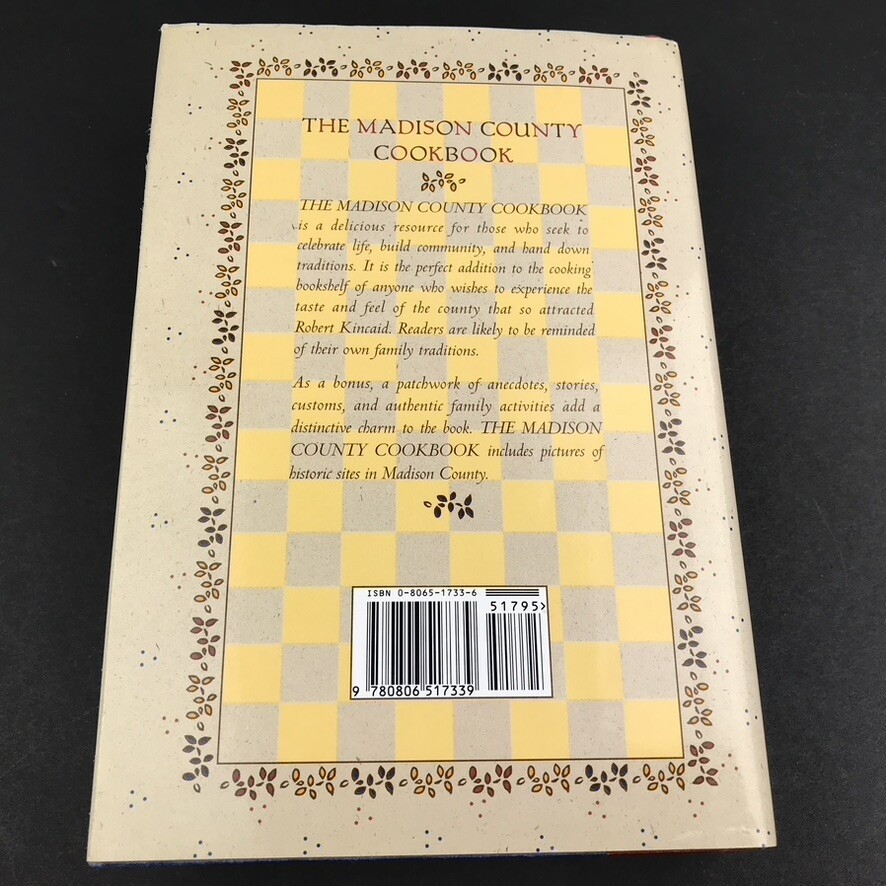 THE MADISON COUNTY
COOKBOOK
THE MADISON COUNTY COOKBOOK
is a delicious resource for those who seek to
celebrate life, build community, and hand down
traditions. It is the perfect addition to the cooking
bookshelf of anyone who wishes to experience the
taste and feel of the county that so attracted
Robert Kincaid. Readers are likely to be reminded
of their own family traditions.
As a bonus, a patchwork of anecdotes, stories,
customs, and authentic family activities add a
distinctive charm to the book. THE MADISON
COUNTY COOKBOOK includes pictures of
historic sites in Madison County.
ISBN 0-8065-1733-6
51795>
9 780806 517339